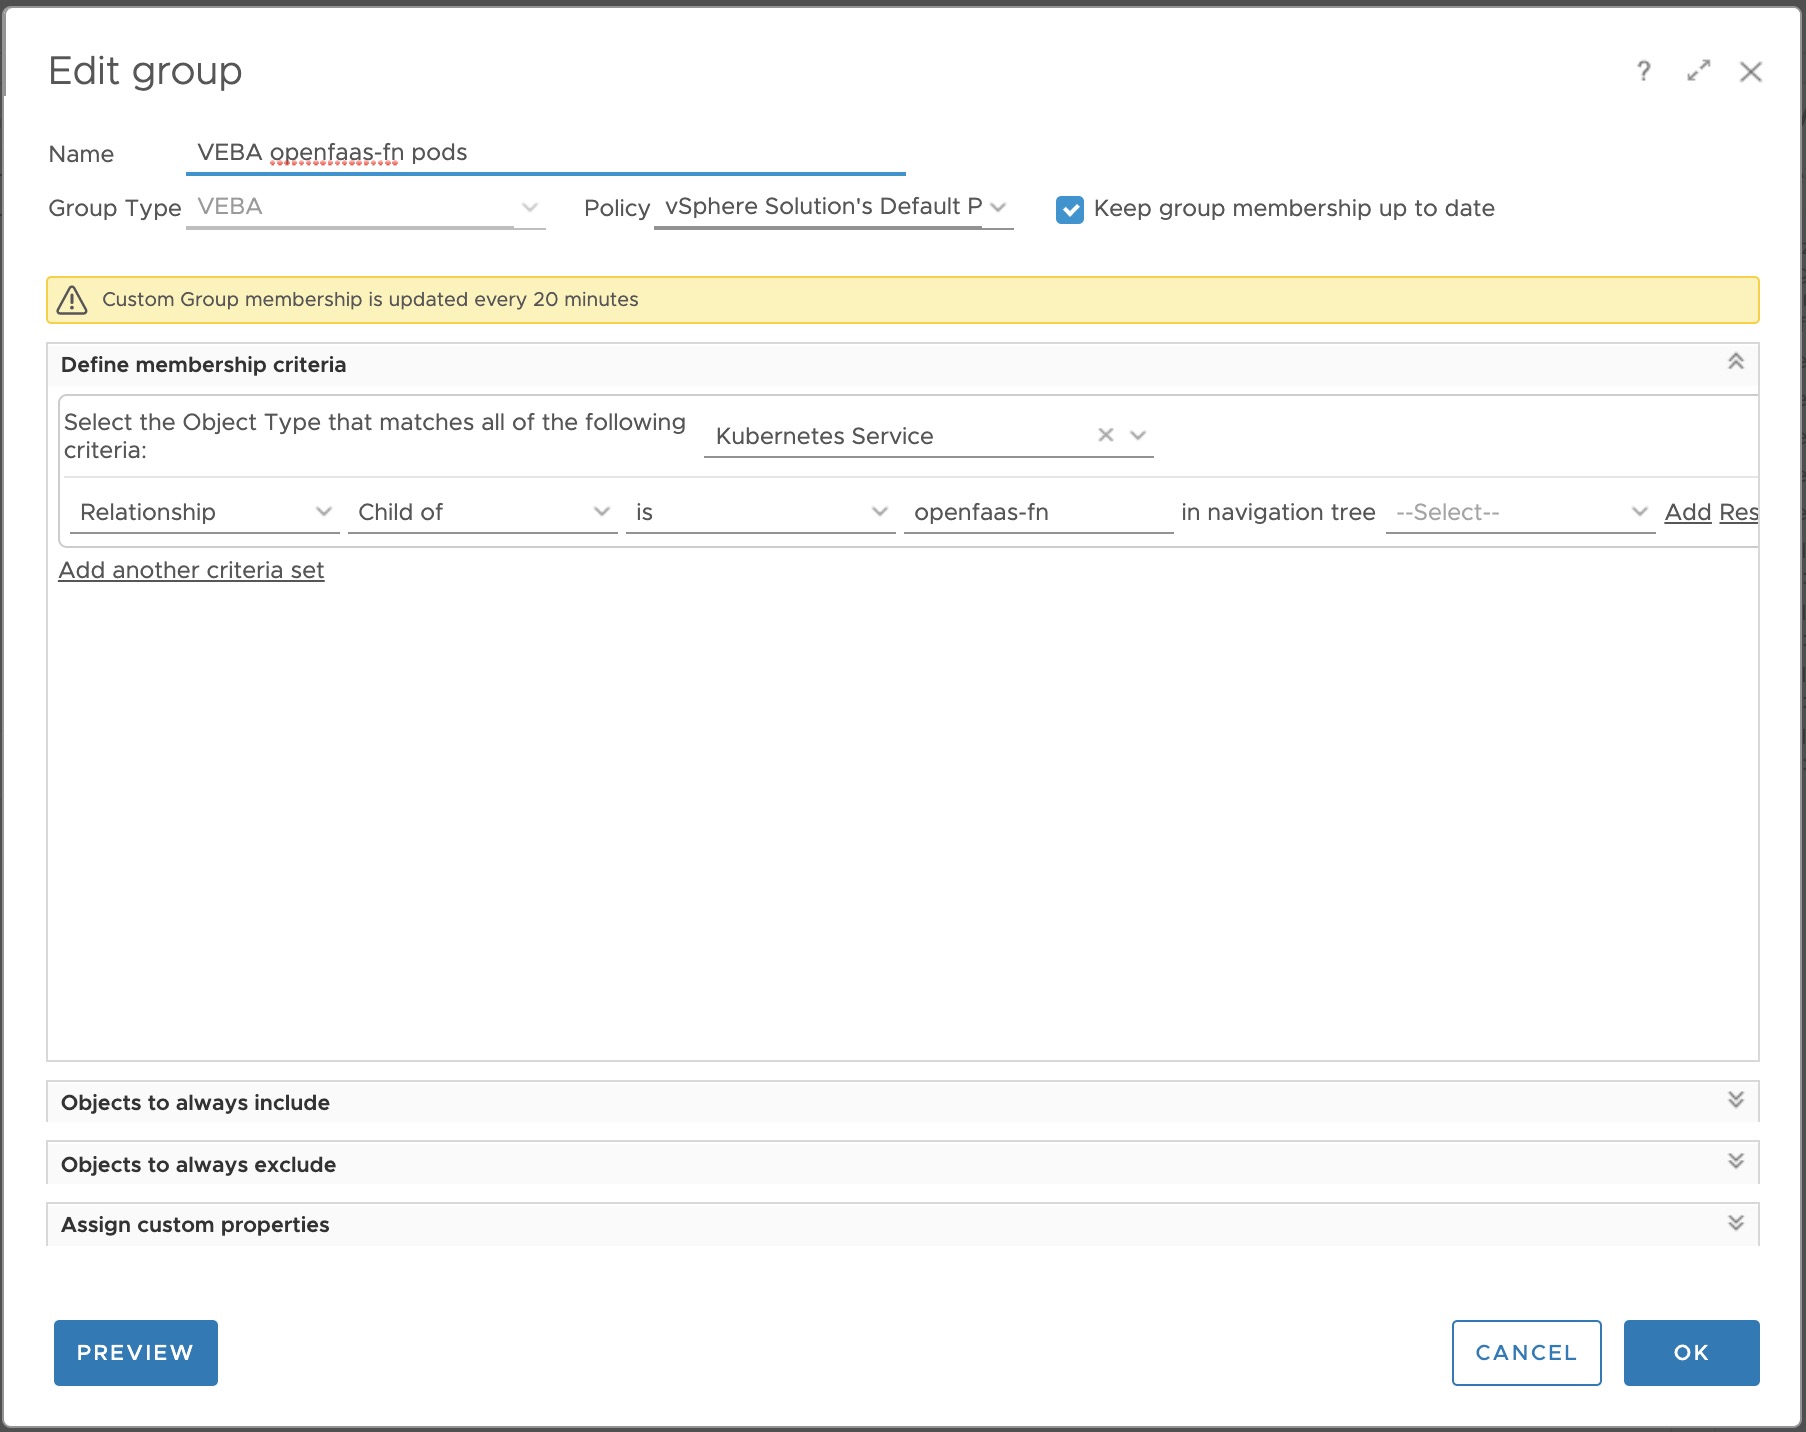 Edit group
?
Name VEBA openfaas-fn pods
Group Type VEBA Policy vSphere Solution's Default P Keep group membership up to date
Custom Group membership is updated every 20 minutes
Define membership criteria
Select the Object Type that matches all of the following
criteria:
Kubernetes Service
Relationship Child of is openfaas-fn in navigation tree --Select-- Add Res
Add another criteria set
Objects to always include
Objects to always exclude
Assign custom properties
PREVIEW CANCEL OK